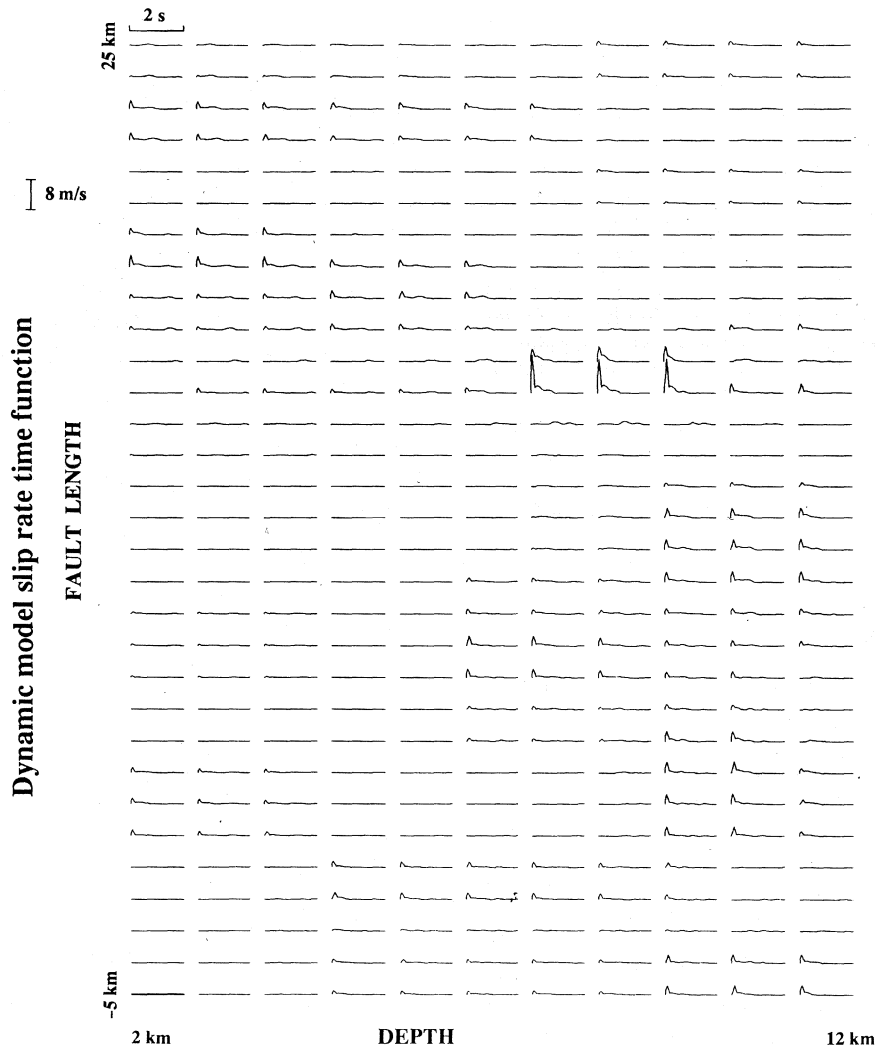 2 s
25 km
8 m/s
Dynamic model slip rate time function
FAULT LENGTH
−5 km
2 km
DEPTH
12 km